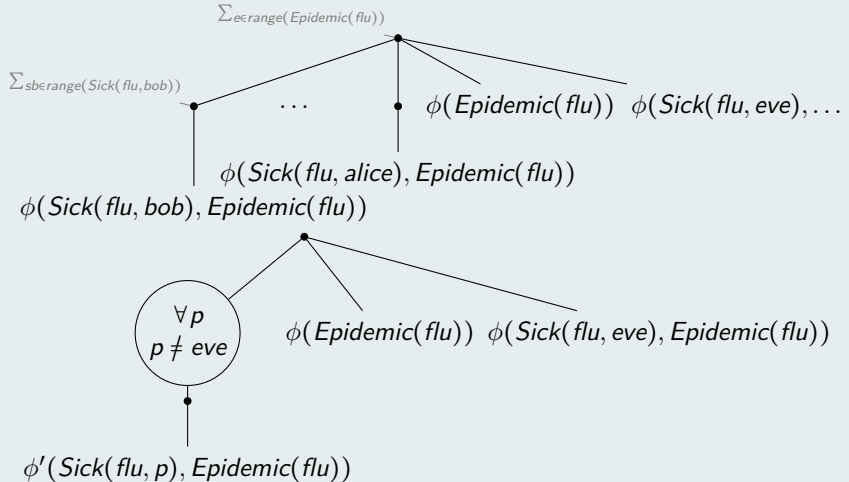 ∑e∈range(Epidemic(flu))
∑sb∈range(Sick(flu,bob))
...
ϕ(Epidemic(flu)) ϕ(Sick(flu, eve), ...
ϕ(Sick(flu, alice), Epidemic(flu))
ϕ(Sick(flu, bob), Epidemic(flu))
∀p
p ≠ eve
ϕ(Epidemic(flu)) ϕ(Sick(flu, eve), Epidemic(flu))
ϕ′(Sick(flu, p), Epidemic(flu))